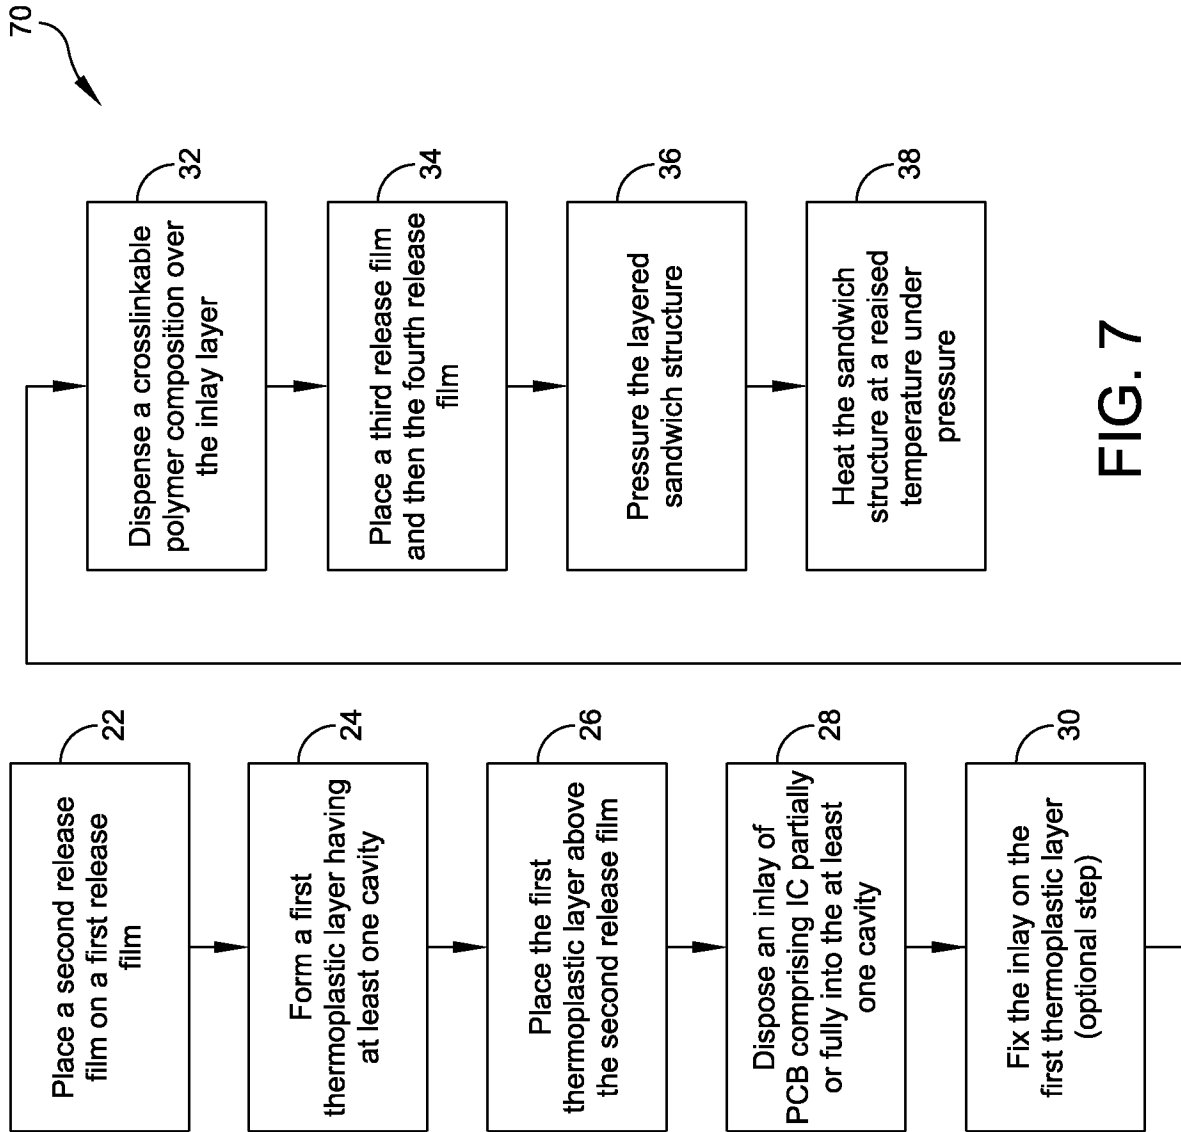 70
22
Place a second release
film on a first release
film
24
Form a first
thermoplastic layer having
at least one cavity
26
Place the first
thermoplastic layer above
the second release film
28
Dispose an inlay of
PCB comprising IC partially
or fully into the at least
one cavity
30
Fix the inlay on the
first thermoplastic layer
(optional step)
32
Dispense a crosslinkable
polymer composition over
the inlay layer
34
Place a third release film
and then the fourth release
film
36
Pressure the layered
sandwich structure
38
Heat the sandwich
structure at a reaised
temperature under
pressure
FIG. 7